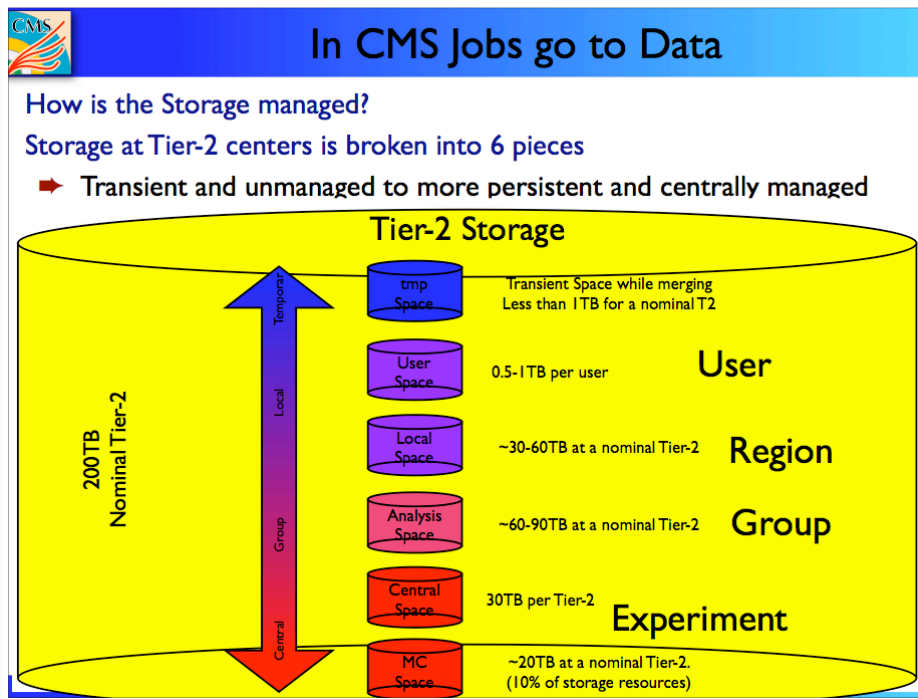 CMS
In CMS Jobs go to Data
How is the Storage managed?
Storage at Tier-2 centers is broken into 6 pieces
Transient and unmanaged to more persistent and centrally managed
Tier-2 Storage
200TB
Nominal Tier-2
Temporar
Local
Group
Central
tmp
Space
Transient Space while merging
Less than 1TB for a nominal T2
User
Space
0.5-1TB per user
User
Local
Space
~30-60TB at a nominal Tier-2
Region
Analysis
Space
~60-90TB at a nominal Tier-2
Group
Central
Space
30TB per Tier-2
Experiment
MC
Space
~20TB at a nominal Tier-2.
(10% of storage resources)